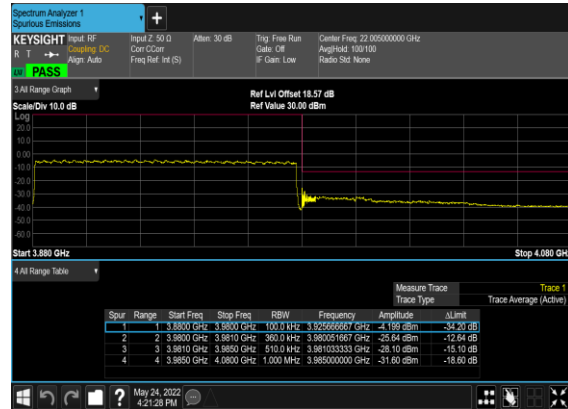 Spectrum Analyzer 1
Spurious Emissions
+
KEYSIGHT Input: RF Input Z: 50 Ω Atten: 30 dB Trig: Free Run Center Freq: 22.005000000 GHz
R T Coupling: DC Corr CCorr Gate: Off Avg|Hold: 100/100
Align: Auto Freq Ref: Int (S) IF Gain: Low Radio Std: None
LW PASS
3 All Range Graph
Ref Lvl Offset 18.57 dB
Scale/Div 10.0 dB Ref Value 30.00 dBm
Log
20.0
10.0
0.00
-10.0
-20.0
-30.0
-40.0
-50.0
-60.0
Start 3.880 GHz Stop 4.080 GHz
4 All Range Table
Measure Trace Trace 1
Trace Type Trace Average (Active)
Spur Range Start Freq Stop Freq RBW Frequency Amplitude ΔLimit
1 1 3.8800 GHz 3.9800 GHz 100.0 kHz 3.925666667 GHz -4.199 dBm -34.20 dB
2 2 3.9800 GHz 3.9810 GHz 360.0 kHz 3.980051667 GHz -25.64 dBm -12.64 dB
3 3 3.9810 GHz 3.9850 GHz 510.0 kHz 3.981033333 GHz -28.10 dBm -15.10 dB
4 4 3.9850 GHz 4.0800 GHz 1.000 MHz 3.985000000 GHz -31.60 dBm -18.60 dB
? May 24, 2022
4:21:28 PM